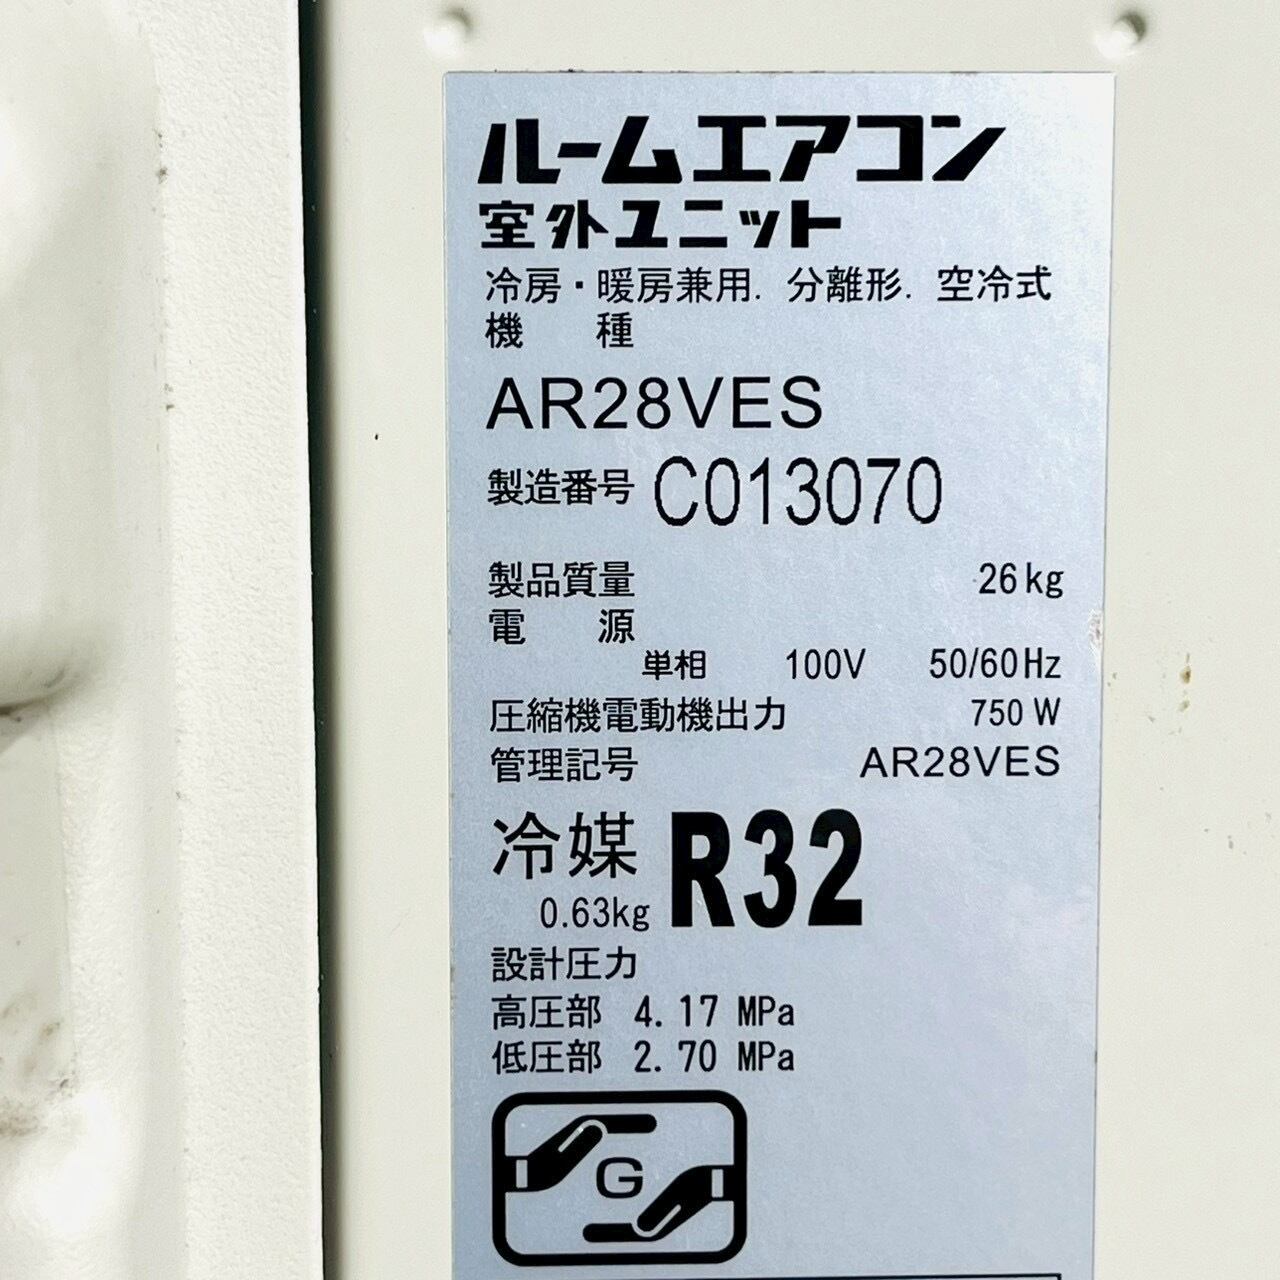 ルームエアコン
室外ユニット
冷房・暖房兼用. 分離形. 空冷式
機 種
AR28VES
製造番号 C013070
製品質量 26kg
電 源
単相 100V 50/60Hz
圧縮機電動機出力 750 W
管理記号 AR28VES
冷媒 R32
0.63kg
設計圧力
高圧部 4.17 MPa
低圧部 2.70 MPa
G